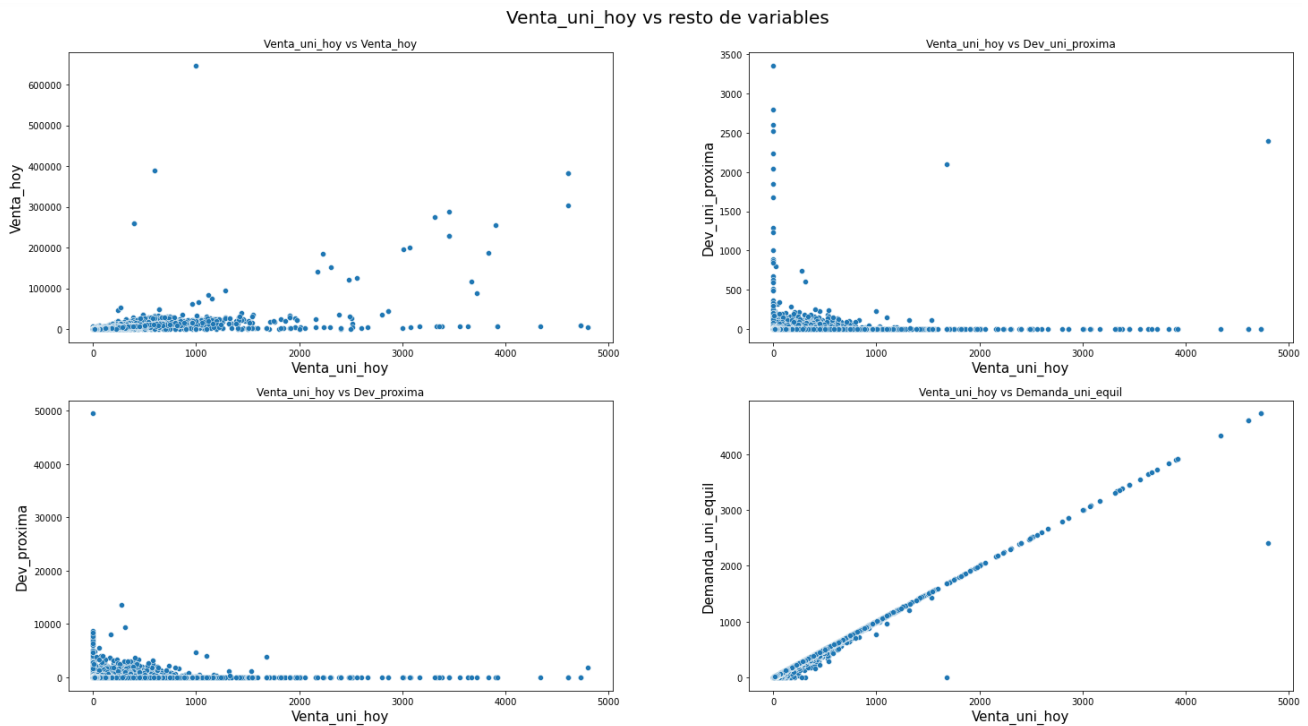 Venta_uni_hoy vs resto de variables
Venta_uni_hoy vs Venta_hoy
600000
500000
400000
300000
200000
100000
0
Venta_hoy
0 1000 2000 3000 4000 5000
Venta_uni_hoy
Venta_uni_hoy vs Dev_uni_proxima
3500
3000
2500
2000
1500
1000
500
0
Dev_uni_proxima
0 1000 2000 3000 4000 5000
Venta_uni_hoy
Venta_uni_hoy vs Dev_proxima
50000
40000
30000
20000
10000
0
Dev_proxima
0 1000 2000 3000 4000 5000
Venta_uni_hoy
Venta_uni_hoy vs Demanda_uni_equil
4000
3000
2000
1000
0
Demanda_uni_equil
0 1000 2000 3000 4000 5000
Venta_uni_hoy